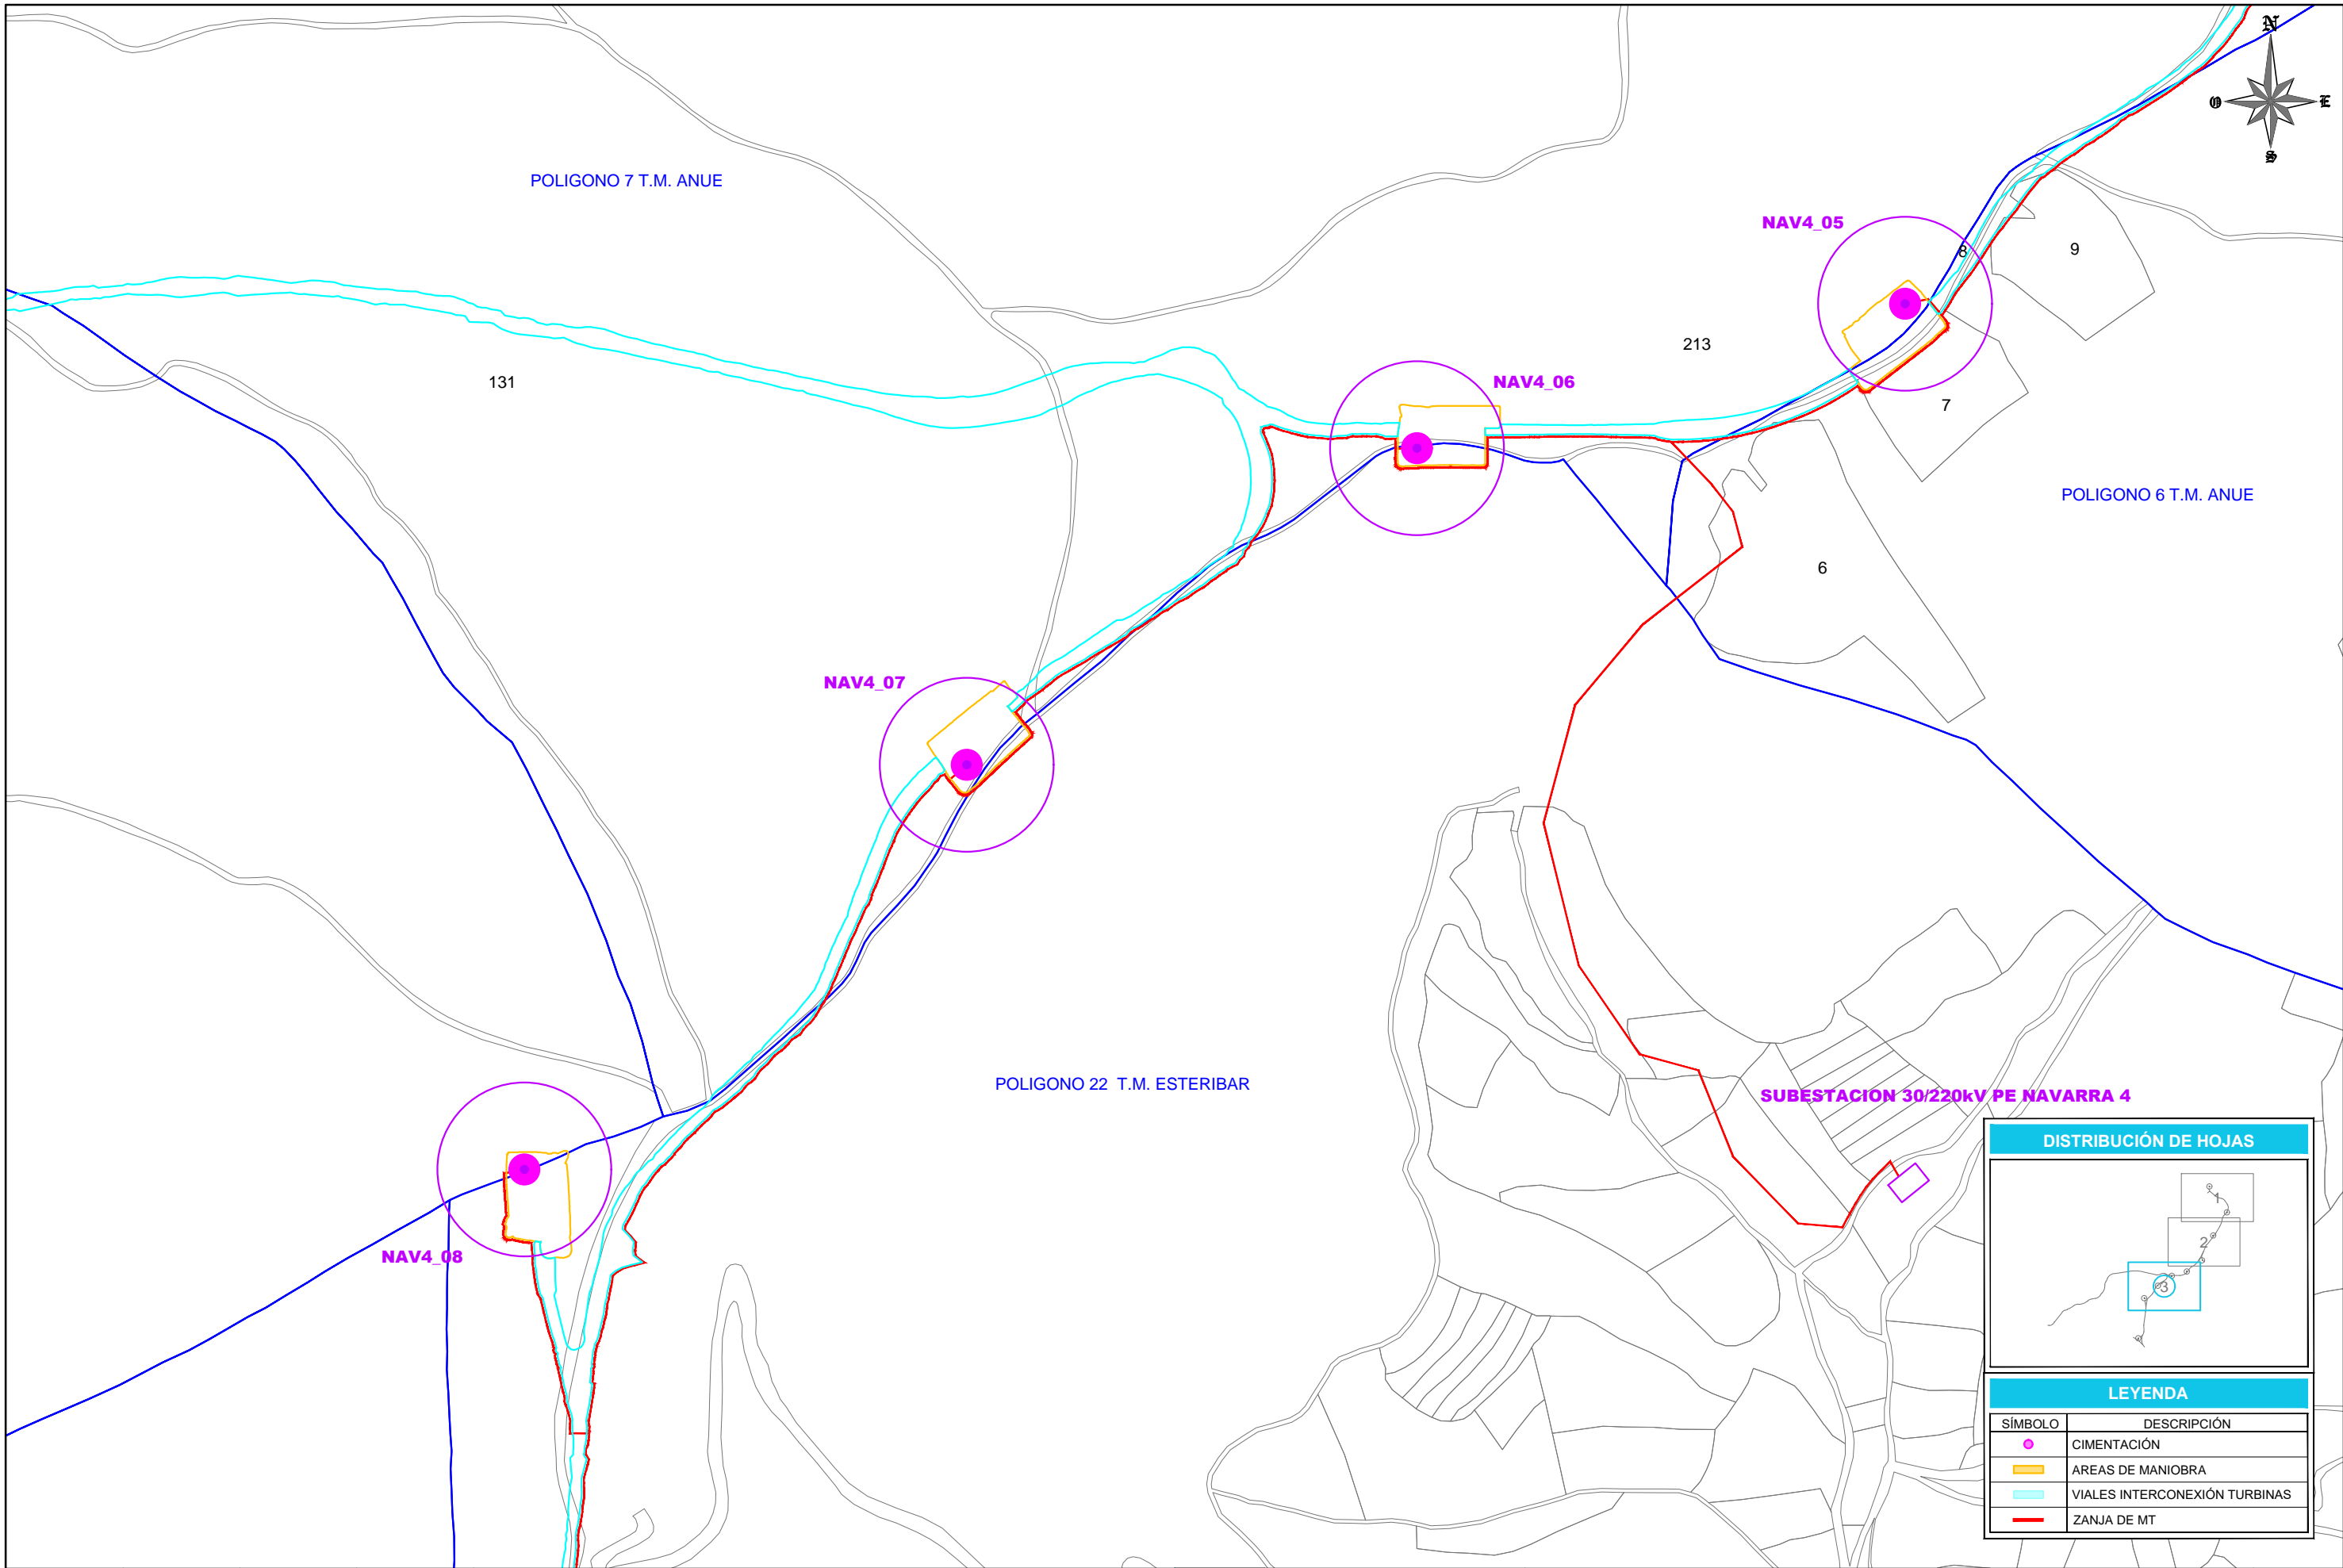 N
O
E
S
POLIGONO 7 T.M. ANUE
NAV4_05
8
9
213
131
NAV4_06
7
POLIGONO 6 T.M. ANUE
6
NAV4_07
POLIGONO 22 T.M. ESTERIBAR
SUBESTACION 30/220kV PE NAVARRA 4
NAV4_08
DISTRIBUCIÓN DE HOJAS
1
2
3
LEYENDA
SÍMBOLO DESCRIPCIÓN
CIMENTACIÓN
AREAS DE MANIOBRA
VIALES INTERCONEXIÓN TURBINAS
ZANJA DE MT